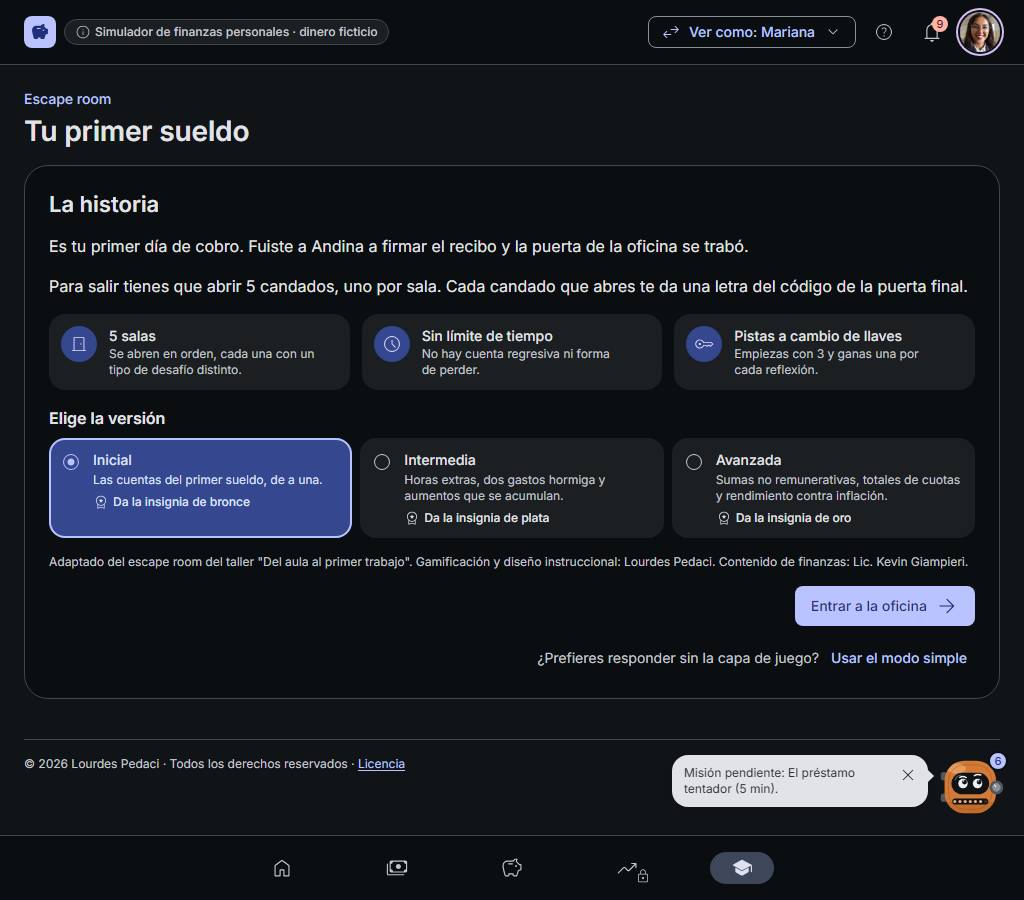 Simulador de finanzas personales · dinero ficticio
Ver como: Mariana
9
Escape room
Tu primer sueldo
La historia
Es tu primer día de cobro. Fuiste a Andina a firmar el recibo y la puerta de la oficina se trabó.
Para salir tienes que abrir 5 candados, uno por sala. Cada candado que abres te da una letra del código de la puerta final.
5 salas
Se abren en orden, cada una con un
tipo de desafío distinto.
Sin límite de tiempo
No hay cuenta regresiva ni forma
de perder.
Pistas a cambio de llaves
Empiezas con 3 y ganas una por
cada reflexión.
Elige la versión
Inicial
Las cuentas del primer sueldo, de a una.
Da la insignia de bronce
Intermedia
Horas extras, dos gastos hormiga y
aumentos que se acumulan.
Da la insignia de plata
Avanzada
Sumas no remunerativas, totales de cuotas
y rendimiento contra inflación.
Da la insignia de oro
Adaptado del escape room del taller "Del aula al primer trabajo". Gamificación y diseño instruccional: Lourdes Pedaci. Contenido de finanzas: Lic. Kevin Giampieri.
Entrar a la oficina
¿Prefieres responder sin la capa de juego? Usar el modo simple
© 2026 Lourdes Pedaci · Todos los derechos reservados · Licencia
Misión pendiente: El préstamo
tentador (5 min).
6